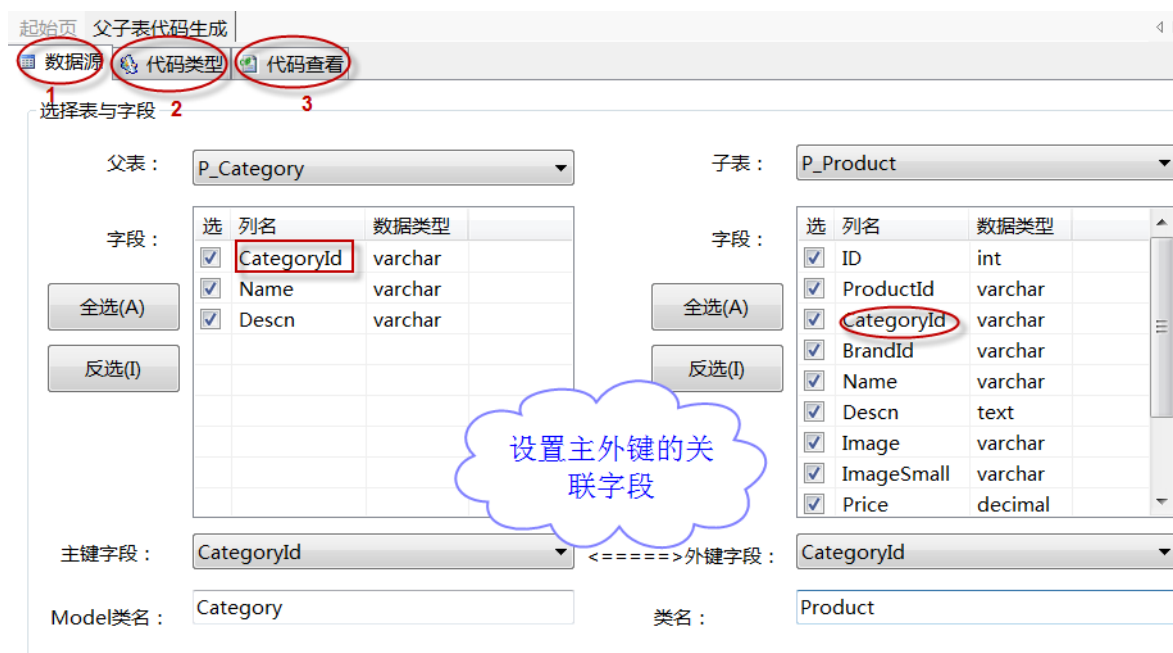 起始页 父子表代码生成
数据源 代码类型 代码查看
1 2 3
选择表与字段
父表： P_Category 子表： P_Product
字段： 选 列名 数据类型 字段： 选 列名 数据类型
CategoryId varchar ID int
Name varchar ProductId varchar
全选(A) Descn varchar 全选(A) CategoryId varchar
反选(I) 反选(I) BrandId varchar
Name varchar
Descn text
设置主外键的关 Image varchar
联字段 ImageSmall varchar
Price decimal
主键字段： CategoryId <=====>外键字段： CategoryId
Model类名： Category 类名： Product